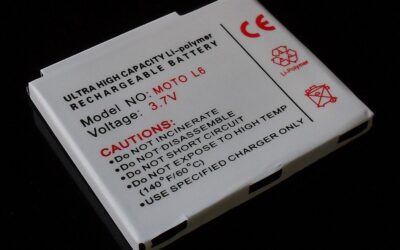 ULTRA HIGH CAPACITY Li-polymer
RECHARGEABLE BATTERY
Model NO: MOTO L6
Voltage: 3.7V
CAUTIONS:
• DO NOT INCINERATE
• DO NOT DISASSEMBLE
• DO NOT SHORT CIRCUIT
• DO NOT EXPOSE TO HIGH TEMP
(140°F/60°C)
• USE SPECIFIED CHARGER ONLY
CE
Li-Polymer